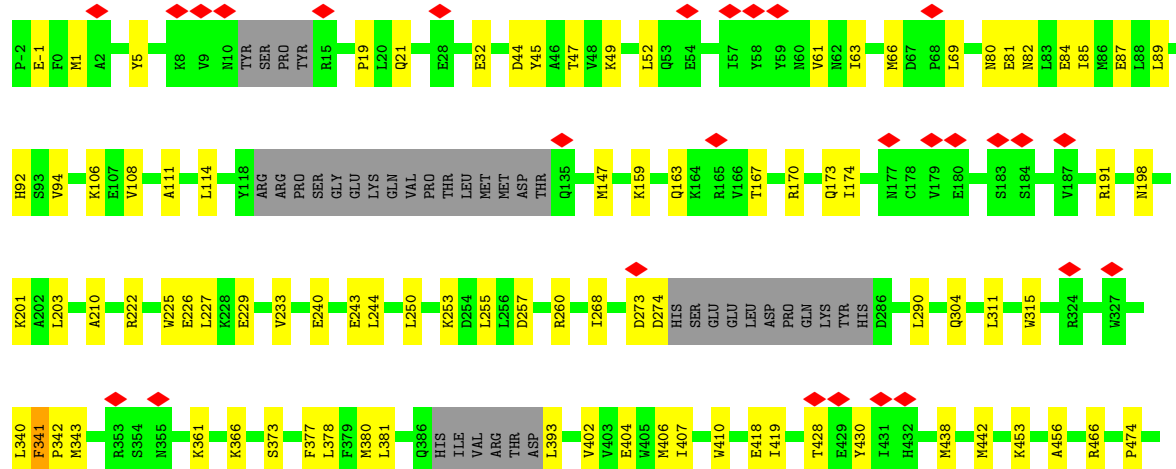 P-2 E-1 F0 M1 A2 Y5 K8 V9 N10 TYR SER PRO TYR R15 P19 L20 Q21 E28 E32 D44 Y45 A46 T47 V48 K49 L52 Q53 E54 I57 Y58 Y59 N60 V61 N62 I63 M66 D67 P68 L69 N80 E81 N82 L83 E84 I85 M86 E87 L88 L89
H92 S93 V94 K106 E107 V108 A111 L114 Y118 ARG ARG PRO SER GLY GLU LYS GLN VAL PRO THR LEU MET MET ASP THR Q135 M147 K159 Q163 K164 R165 V166 T167 R170 Q173 I174 N177 C178 V179 E180 S183 S184 V187 R191 N198
K201 A202 L203 A210 R222 W225 E226 L227 K228 E229 V233 E240 E243 L244 L250 K253 D254 L255 L256 D257 R260 I268 D273 D274 HIS SER GLU GLU LEU ASP PRO GLN LYS TYR HIS D286 L290 Q304 L311 W315 R324 W327
L340 F341 P342 M343 R353 S354 N355 K361 K366 S373 F377 L378 F379 M380 L381 Q386 HIS ILE VAL ARG THR ASP L393 V402 V403 E404 W405 M406 I407 W410 E418 I419 T428 E429 Y430 I431 H432 M438 M442 K453 A456 R466 P474